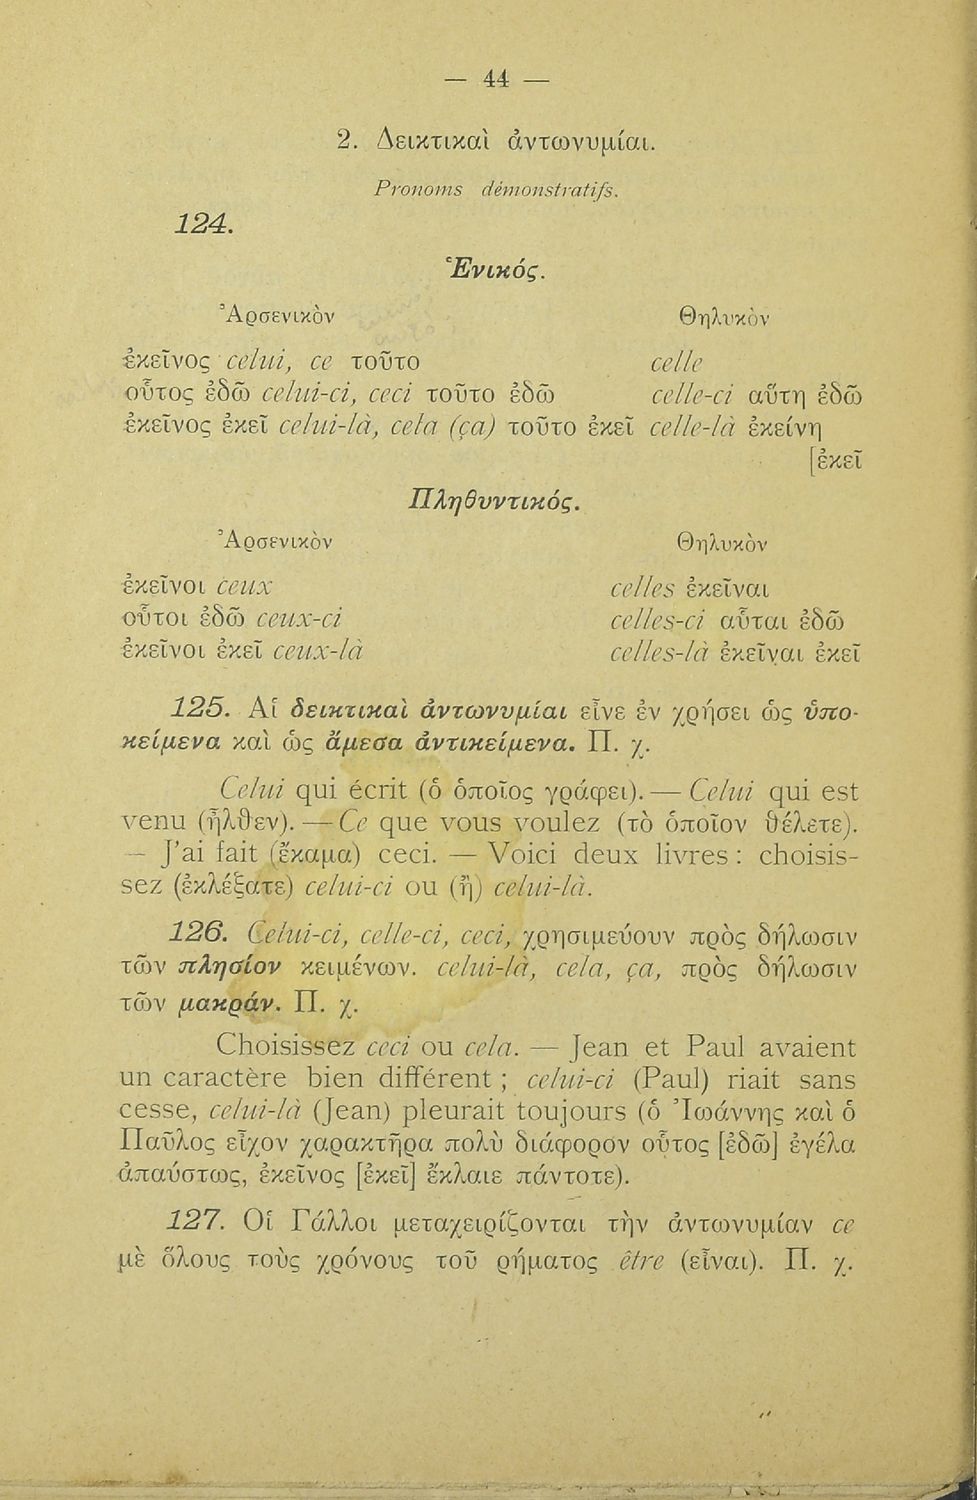 — 44 —
2. Δεικτικαὶ ἀντωνυμίαι.
Pronoms démonstratifs.
124.
Ἑνικός.
Ἀρσενικὸν Θηλυκὸν
ἐκεῖνος celui, ce τοῦτο celle
οὗτος ἐδῶ celui-ci, ceci τοῦτο ἐδῶ celle-ci αὕτη ἐδῶ
ἐκεῖνος ἐκεῖ celui-là, cela (ça) τοῦτο ἐκεῖ celle-là ἐκείνη
[ἐκεῖ
Πληθυντικός.
Ἀρσενικὸν Θηλυκὸν
ἐκεῖνοι ceux celles ἐκεῖναι
οὗτοι ἐδῶ ceux-ci celles-ci αὗται ἐδῶ
ἐκεῖνοι ἐκεῖ ceux-là celles-là ἐκεῖναι ἐκεῖ
125. Αἱ δεικτικαὶ ἀντωνυμίαι εἶνε ἐν χρήσει ὡς ὑπο-
κείμενα καὶ ὡς ἄμεσα ἀντικείμενα. Π. χ.
Celui qui écrit (ὁ ὁποῖος γράφει). — Celui qui est
venu (ἦλθεν). — Ce que vous voulez (τὸ ὁποῖον θέλετε).
— J'ai fait (ἔκαμα) ceci. — Voici deux livres : choisis-
sez (ἐκλέξατε) celui-ci ou (ἢ) celui-là.
126. Celui-ci, celle-ci, ceci, χρησιμεύουν πρὸς δήλωσιν
τῶν πλησίον κειμένων. celui-là, cela, ça, πρὸς δήλωσιν
τῶν μακράν. Π. χ.
Choisissez ceci ou cela. — Jean et Paul avaient
un caractère bien différent ; celui-ci (Paul) riait sans
cesse, celui-là (Jean) pleurait toujours (ὁ Ἰωάννης καὶ ὁ
Παῦλος εἶχον χαρακτῆρα πολὺ διάφορον οὗτος [ἐδῶ] ἐγέλα
ἀπαύστως, ἐκεῖνος [ἐκεῖ] ἔκλαιε πάντοτε).
127. Οἱ Γάλλοι μεταχειρίζονται τὴν ἀντωνυμίαν ce
μὲ ὅλους τοὺς χρόνους τοῦ ρήματος être (εἶναι). Π. χ.